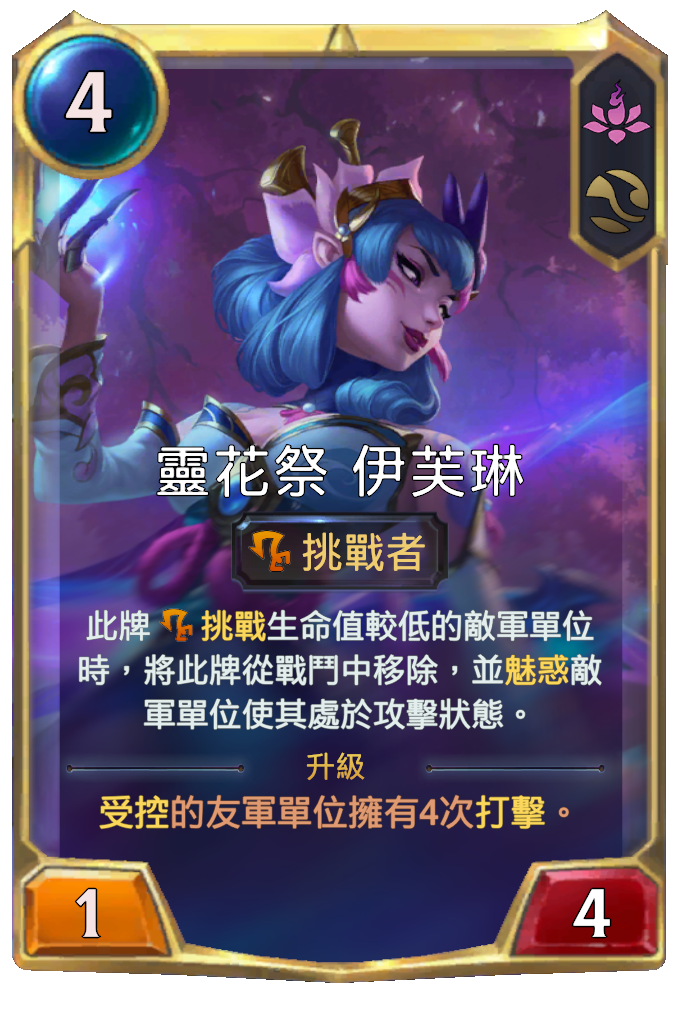 4
靈花祭 伊芙琳
挑戰者
此牌 挑戰生命值較低的敵軍單位
時，將此牌從戰鬥中移除，並魅惑敵
軍單位使其處於攻擊狀態。
升級
受控的友軍單位擁有4次打擊。
1
4